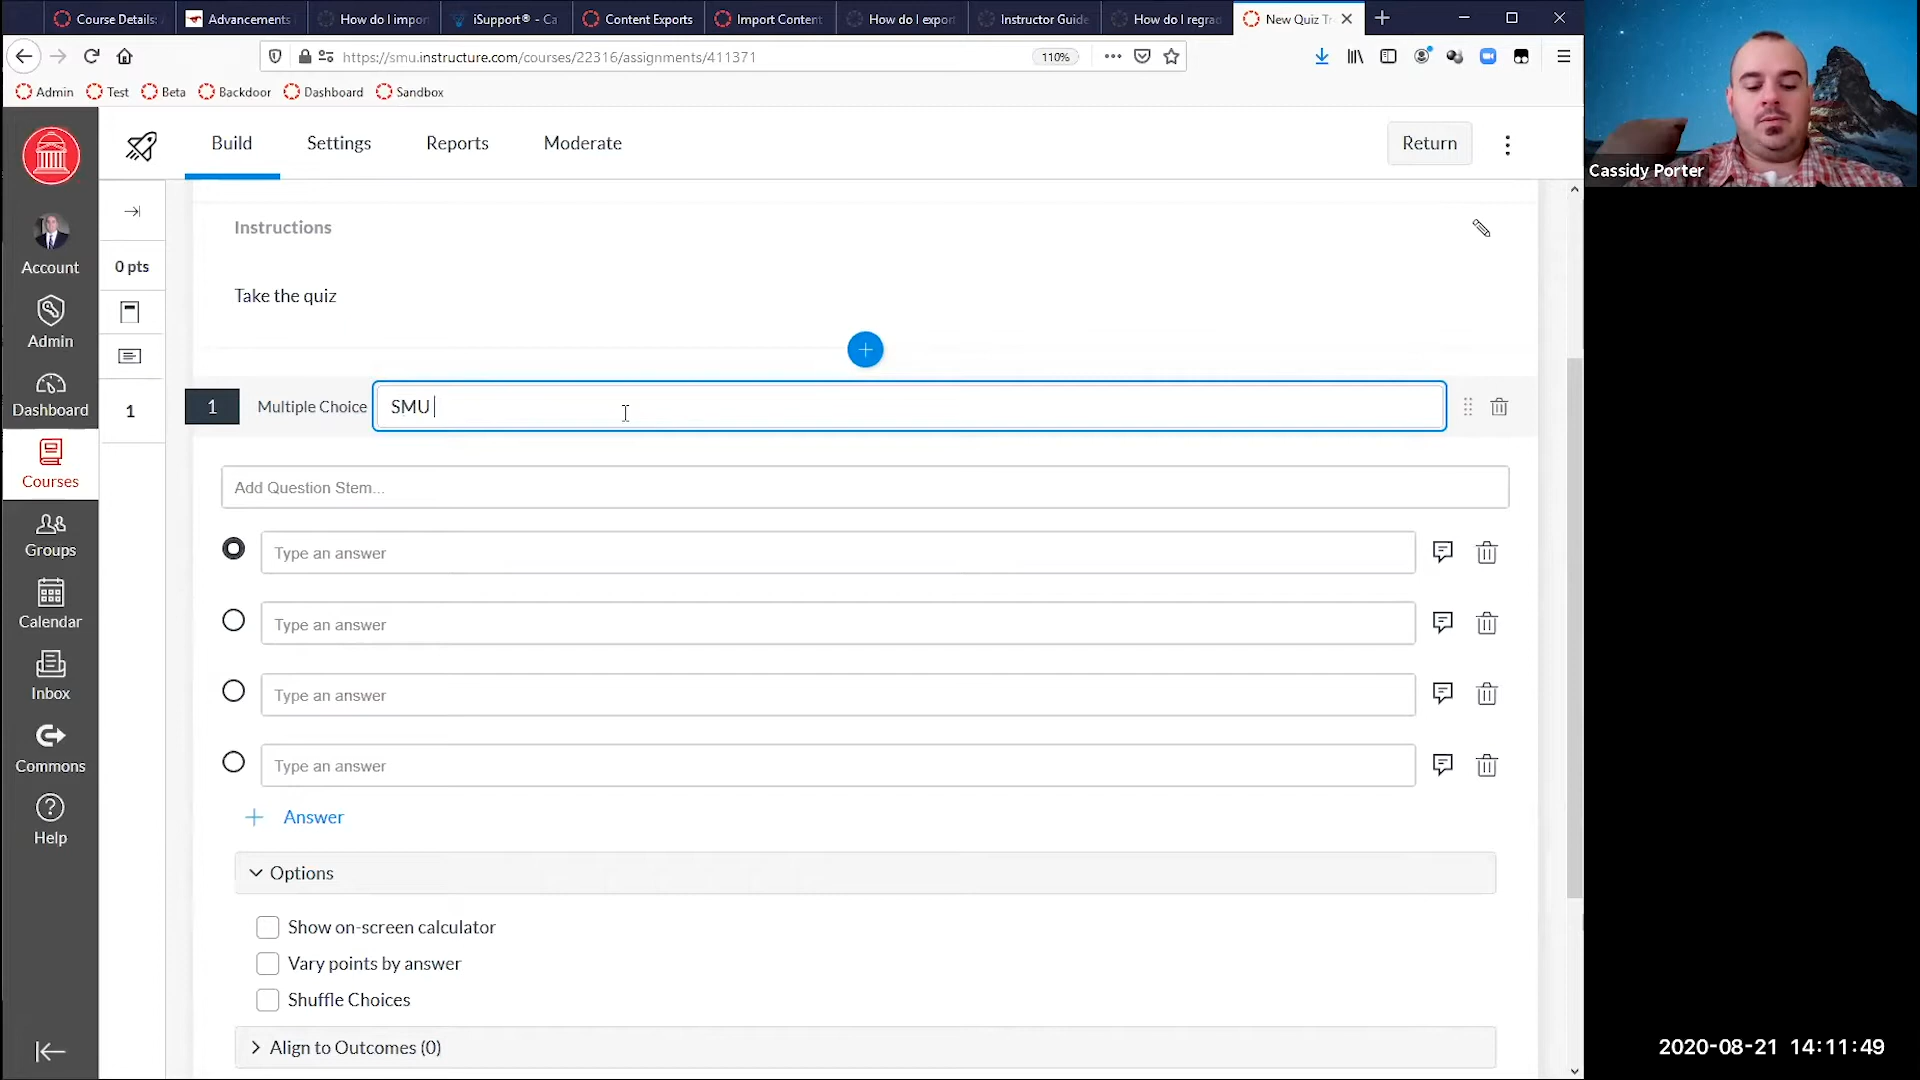 Course Details:
Advancements
How do I impor
iSupport® - Ca
Content Exports
Import Content
How do I export
Instructor Guide
How do I regrad
New Quiz Tr
https://smu.instructure.com/courses/22316/assignments/411371
110%
Admin
Test
Beta
Backdoor
Dashboard
Sandbox
Build
Settings
Reports
Moderate
Return
Cassidy Porter
Account
Admin
Dashboard
Courses
Groups
Calendar
Inbox
Commons
Help
0 pts
1
Instructions
Take the quiz
1
Multiple Choice
SMU
Add Question Stem...
Type an answer
Type an answer
Type an answer
Type an answer
Answer
Options
Show on-screen calculator
Vary points by answer
Shuffle Choices
Align to Outcomes (0)
2020-08-21 14:11:49